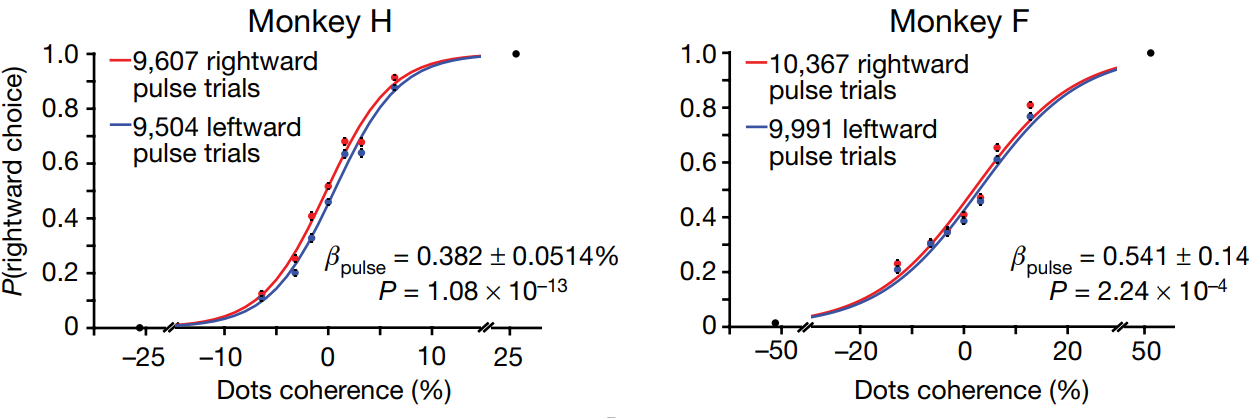 Monkey H
P(rightward choice)
1.0
0.8
0.6
0.4
0.2
0
9,607 rightward
pulse trials
9,504 leftward
pulse trials
βpulse = 0.382 ± 0.0514%
P = 1.08 × 10–13
–25 –10 0 10 25
Dots coherence (%)
Monkey F
1.0
0.8
0.6
0.4
0.2
0
10,367 rightward
pulse trials
9,991 leftward
pulse trials
βpulse = 0.541 ± 0.14
P = 2.24 × 10–4
–50 –20 0 20 50
Dots coherence (%)